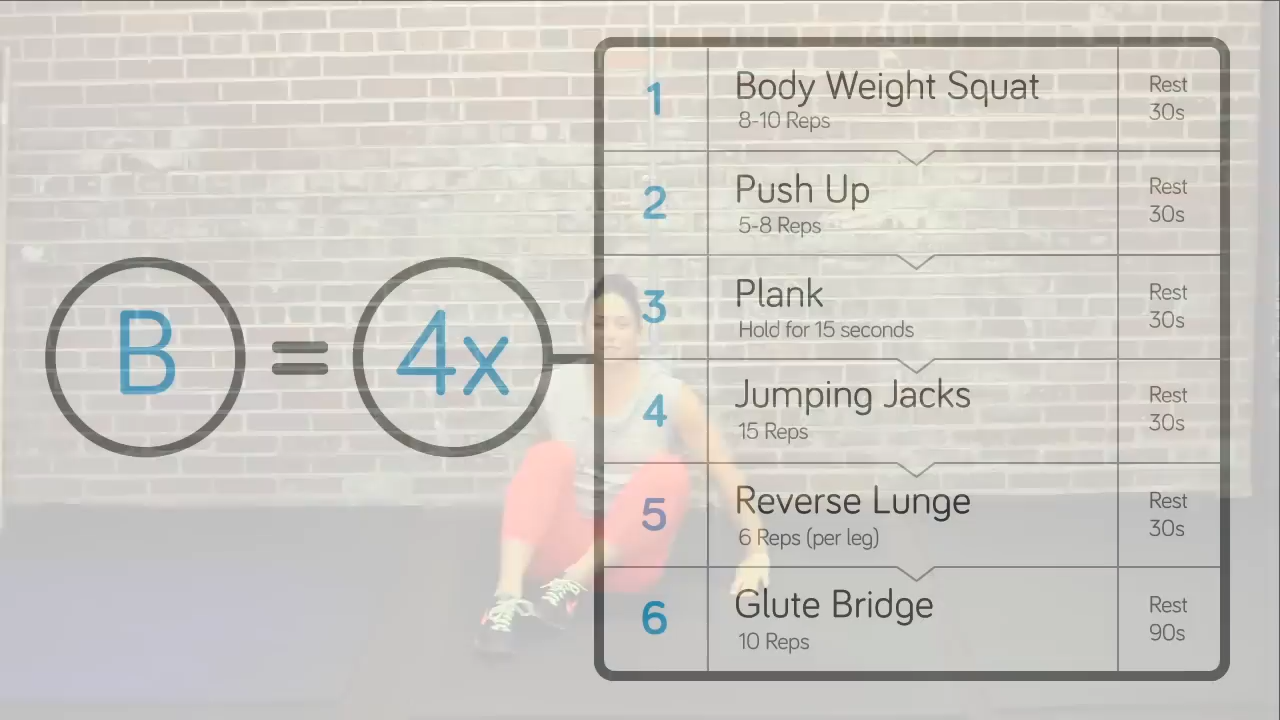 B = 4x
1
Body Weight Squat
8-10 Reps
Rest
30s
2
Push Up
5-8 Reps
Rest
30s
3
Plank
Hold for 15 seconds
Rest
30s
4
Jumping Jacks
15 Reps
Rest
30s
5
Reverse Lunge
6 Reps (per leg)
Rest
30s
6
Glute Bridge
10 Reps
Rest
90s